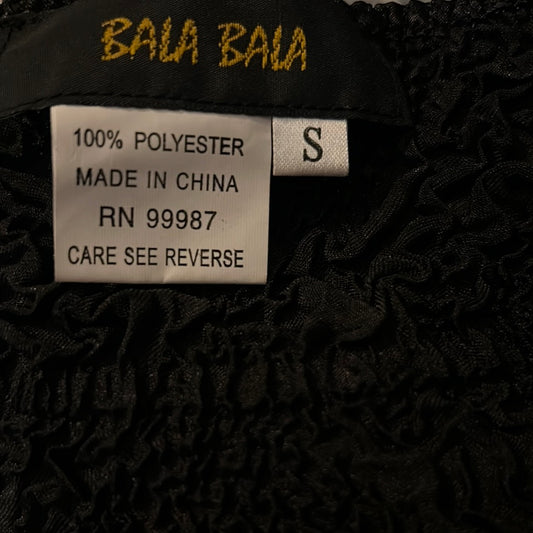 BALA BALA
100% POLYESTER
S
MADE IN CHINA
RN 99987
CARE SEE REVERSE